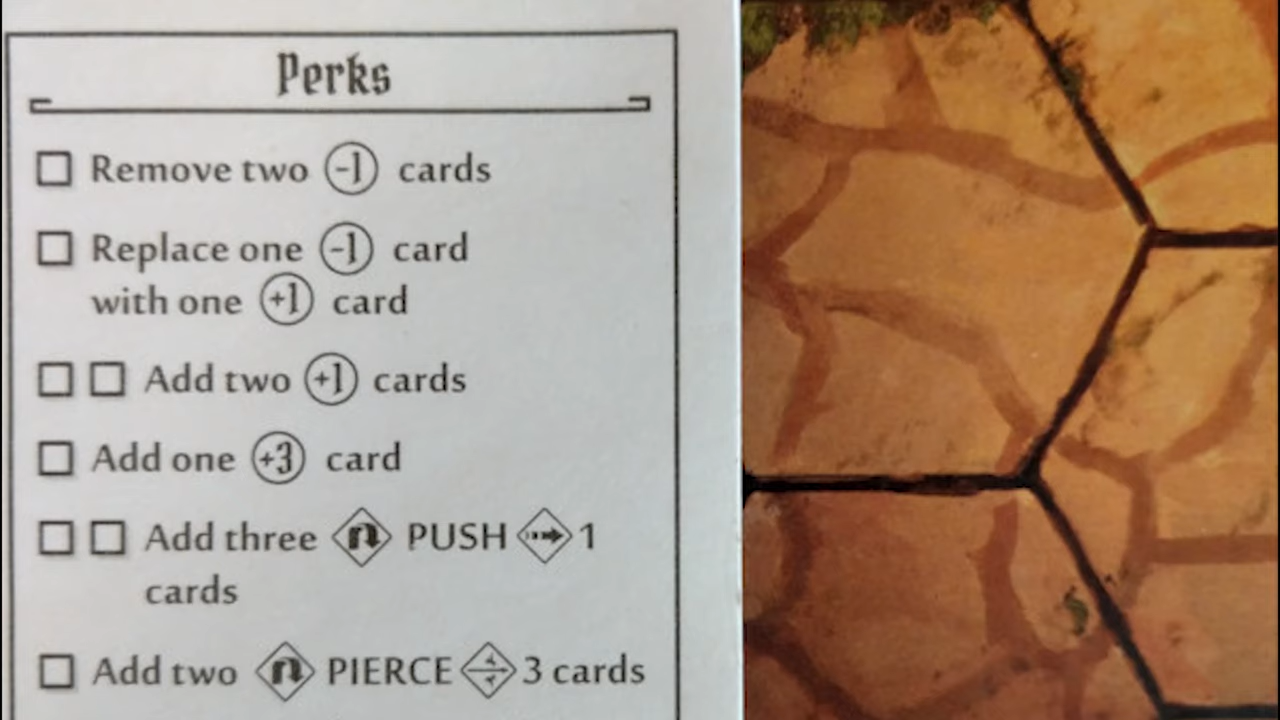 Perks
Remove two -1 cards
Replace one -1 card
with one +1 card
Add two +1 cards
Add one +3 card
Add three PUSH 1
cards
Add two PIERCE 3 cards